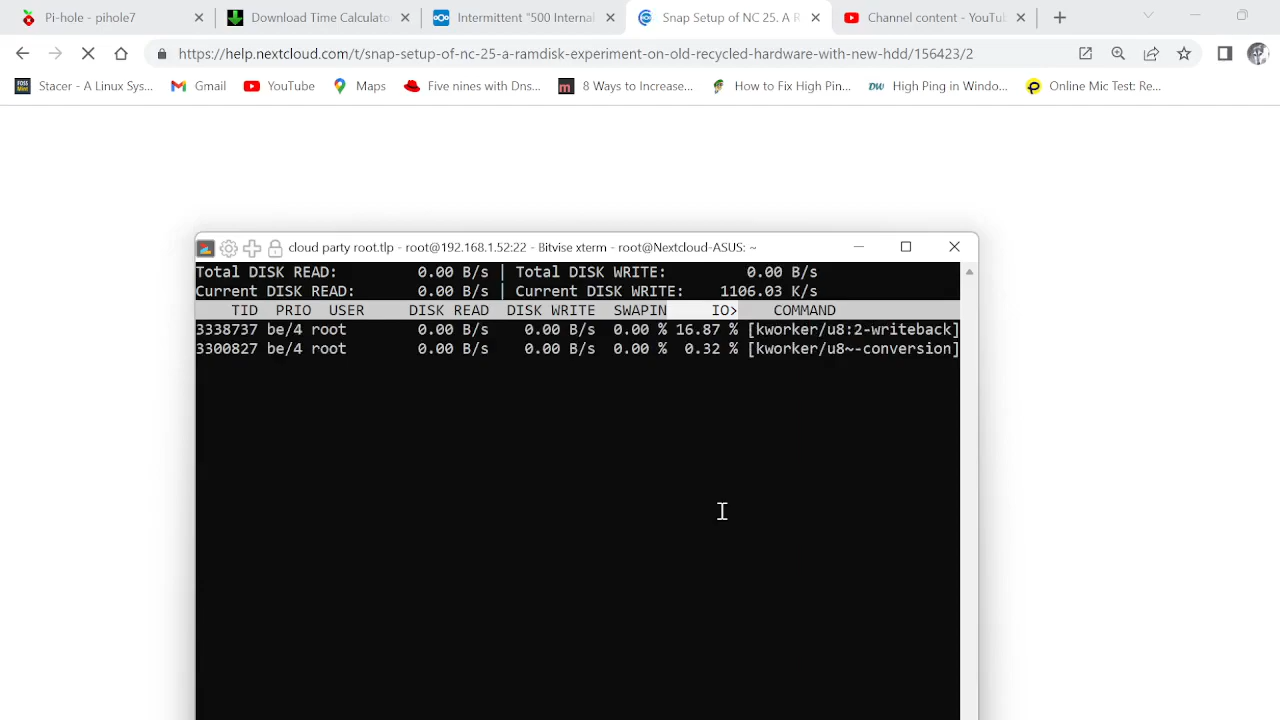 Pi-hole - pihole7
Download Time Calculato
Intermittent "500 Internal
Snap Setup of NC 25. A R
Channel content - YouTu
https://help.nextcloud.com/t/snap-setup-of-nc-25-a-ramdisk-experiment-on-old-recycled-hardware-with-new-hdd/156423/2
Stacer - A Linux Sys...
Gmail
YouTube
Maps
Five nines with Dns...
8 Ways to Increase...
How to Fix High Pin...
DW High Ping in Windo...
Online Mic Test: Re...
cloud party root.tlp - root@192.168.1.52:22 - Bitvise xterm - root@Nextcloud-ASUS: ~
Total DISK READ: 0.00 B/s | Total DISK WRITE: 0.00 B/s
Current DISK READ: 0.00 B/s | Current DISK WRITE: 1106.03 K/s
TID PRIO USER DISK READ DISK WRITE SWAPIN IO> COMMAND
3338737 be/4 root 0.00 B/s 0.00 B/s 0.00 % 16.87 % [kworker/u8:2-writeback]
3300827 be/4 root 0.00 B/s 0.00 B/s 0.00 % 0.32 % [kworker/u8~-conversion]